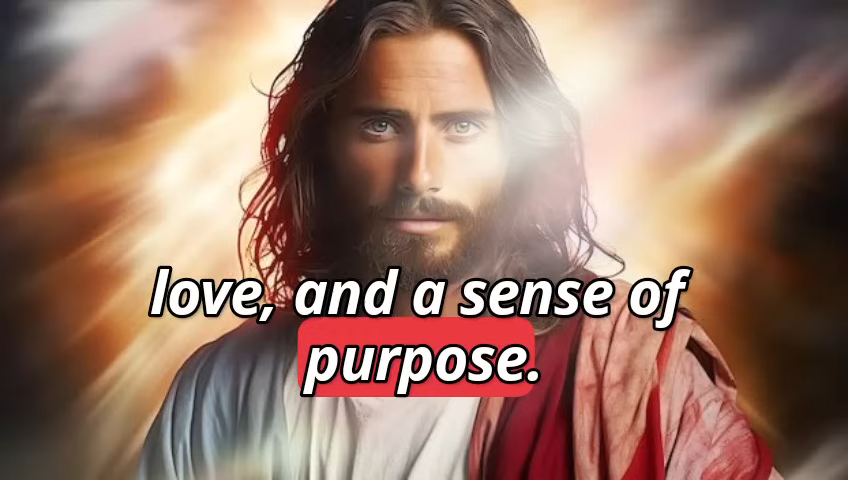 love, and a sense of
purpose.